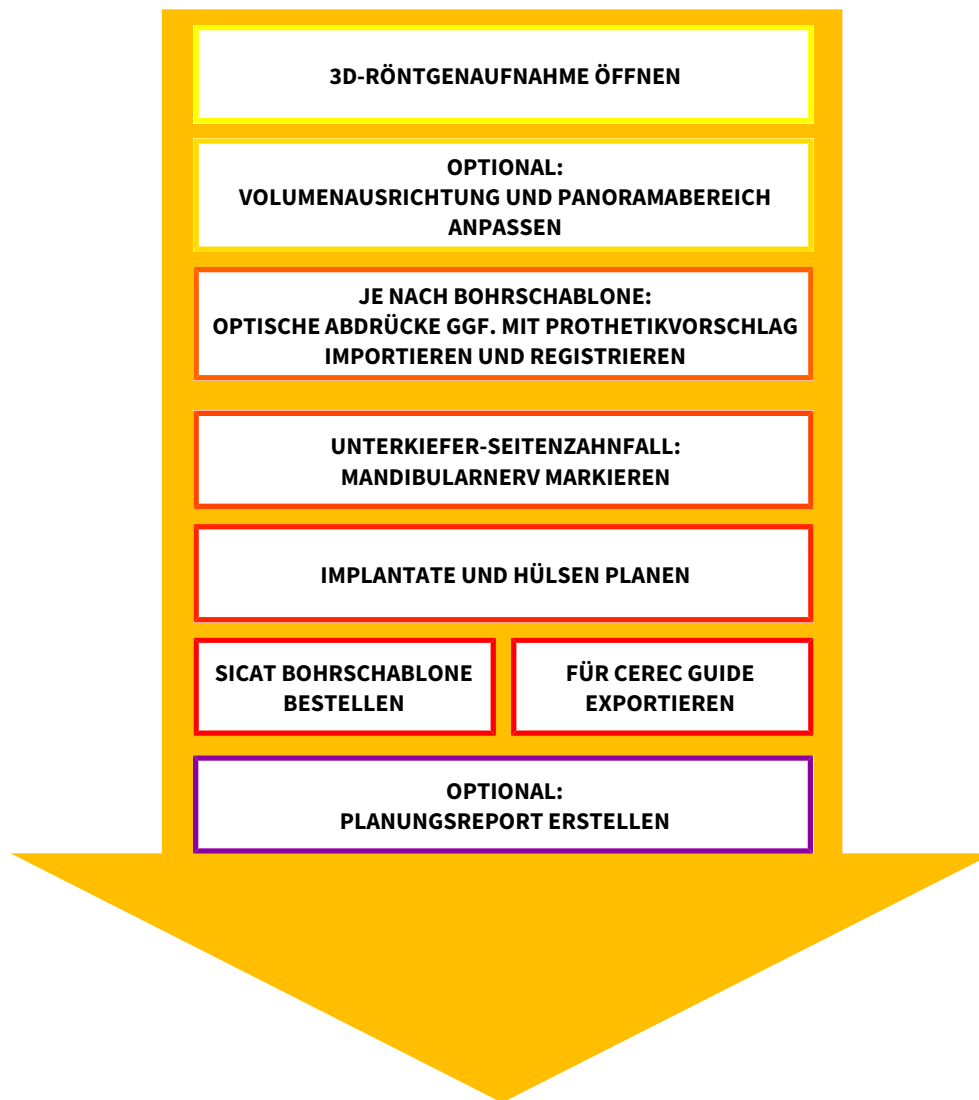 3D-RÖNTGENAUFNAHME ÖFFNEN
OPTIONAL:
VOLUMENAUSRICHTUNG UND PANORAMABEREICH
ANPASSEN
JE NACH BOHRSCHABLONE:
OPTISCHE ABDRÜCKE GGF. MIT PROTHETIKVORSCHLAG
IMPORTIEREN UND REGISTRIEREN
UNTERKIEFER-SEITENZAHNFALL:
MANDIBULARNERV MARKIEREN
IMPLANTATE UND HÜLSEN PLANEN
SICAT BOHRSCHABLONE
BESTELLEN
FÜR CEREC GUIDE
EXPORTIEREN
OPTIONAL:
PLANUNGSREPORT ERSTELLEN